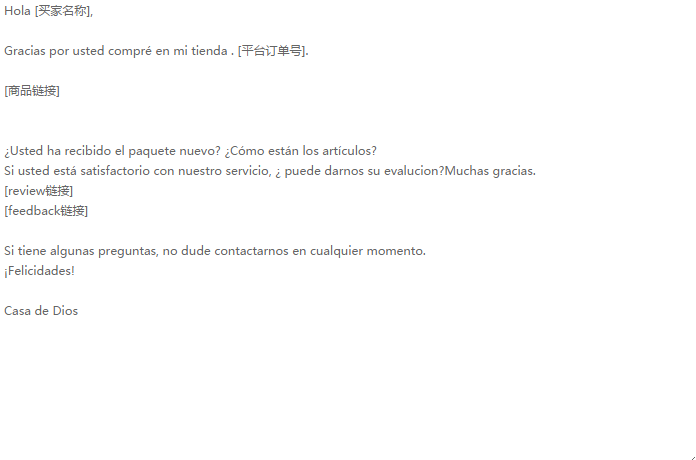 Hola [买家名称],
Gracias por usted compré en mi tienda . [平台订单号].
[商品链接]
¿Usted ha recibido el paquete nuevo? ¿Cómo están los artículos?
Si usted está satisfactorio con nuestro servicio, ¿ puede darnos su evalucion?Muchas gracias.
[review链接]
[feedback链接]
Si tiene algunas preguntas, no dude contactarnos en cualquier momento.
¡Felicidades!
Casa de Dios